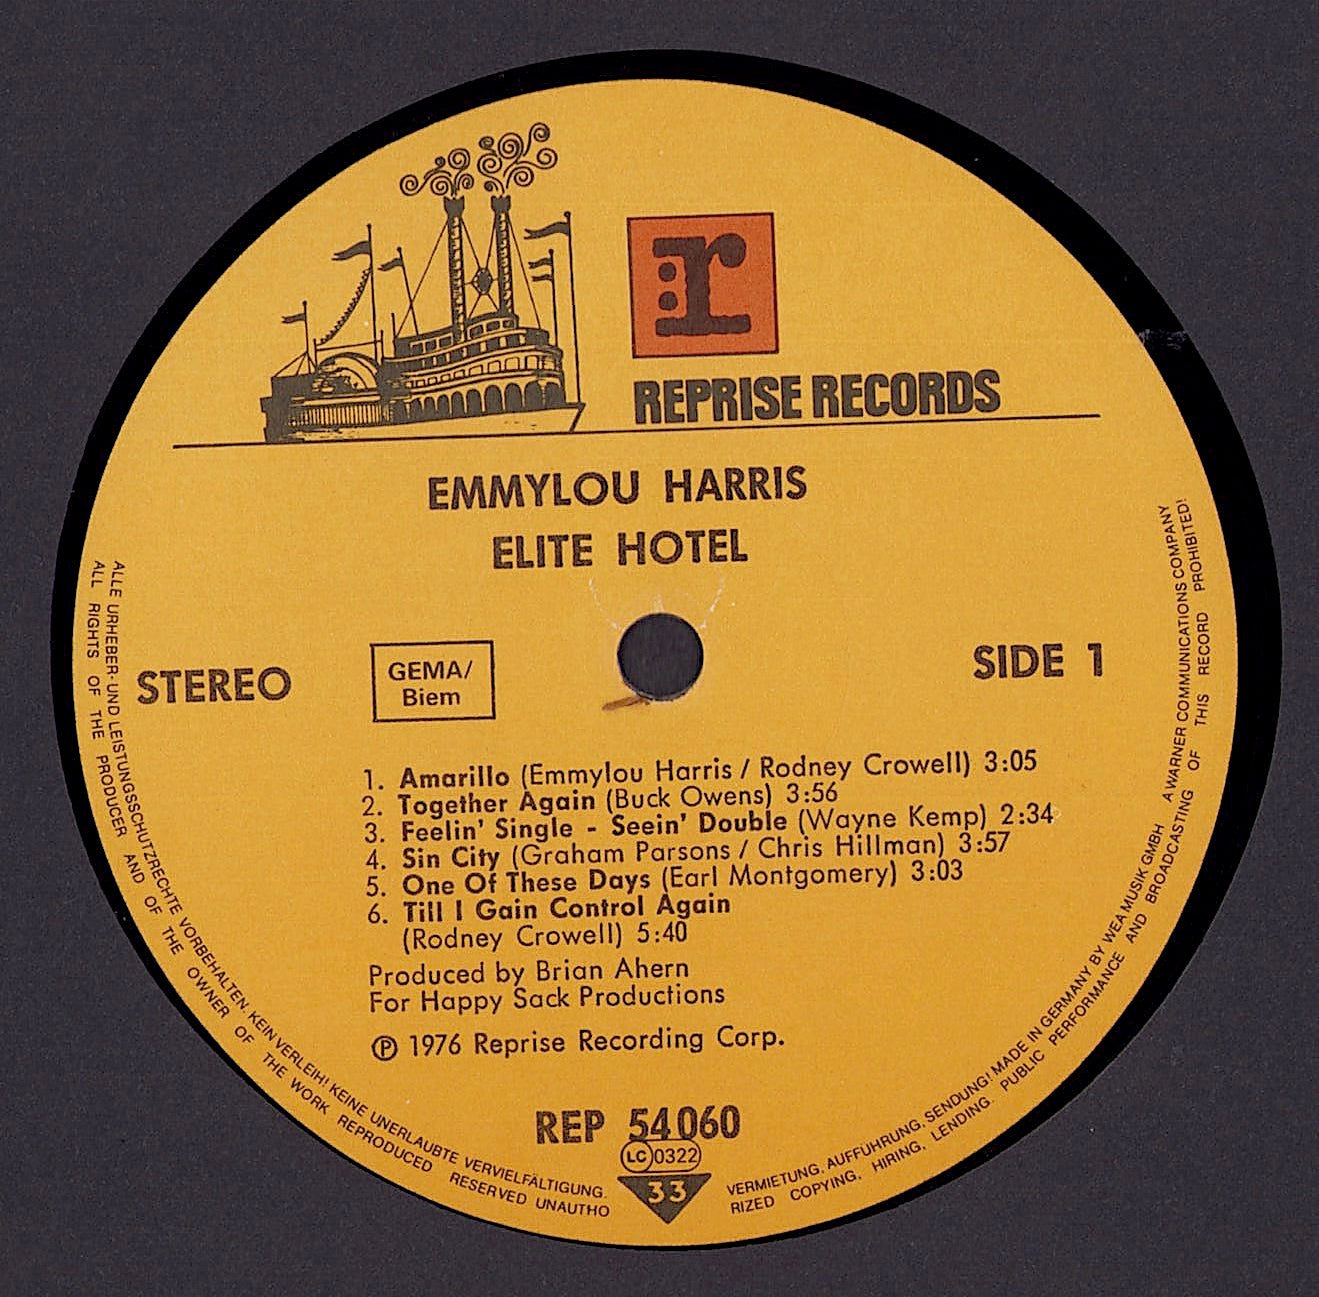 r
REPRISE RECORDS
EMMYLOU HARRIS
ELITE HOTEL
STEREO
GEMA/
Biem
SIDE 1
1. Amarillo (Emmylou Harris / Rodney Crowell) 3:05
2. Together Again (Buck Owens) 3:56
3. Feelin' Single - Seein' Double (Wayne Kemp) 2:34
4. Sin City (Graham Parsons / Chris Hillman) 3:57
5. One Of These Days (Earl Montgomery) 3:03
6. Till I Gain Control Again
(Rodney Crowell) 5:40
Produced by Brian Ahern
For Happy Sack Productions
℗ 1976 Reprise Recording Corp.
REP 54 060
LC 0322
33
ALLE URHEBER- UND LEISTUNGSSCHUTZRECHTE VORBEHALTEN. KEIN VERLEIH! KEINE UNERLAUBTE VERVIELFÄLTIGUNG. VERMIETUNG, AUFFÜHRUNG, SENDUNG! MADE IN GERMANY BY WEA MUSIK GMBH A WARNER COMMUNICATIONS COMPANY
ALL RIGHTS OF THE PRODUCER AND OF THE OWNER OF THE WORK REPRODUCED RESERVED UNAUTHORIZED COPYING, HIRING, LENDING, PUBLIC PERFORMANCE AND BROADCASTING OF THIS RECORD PROHIBITED!